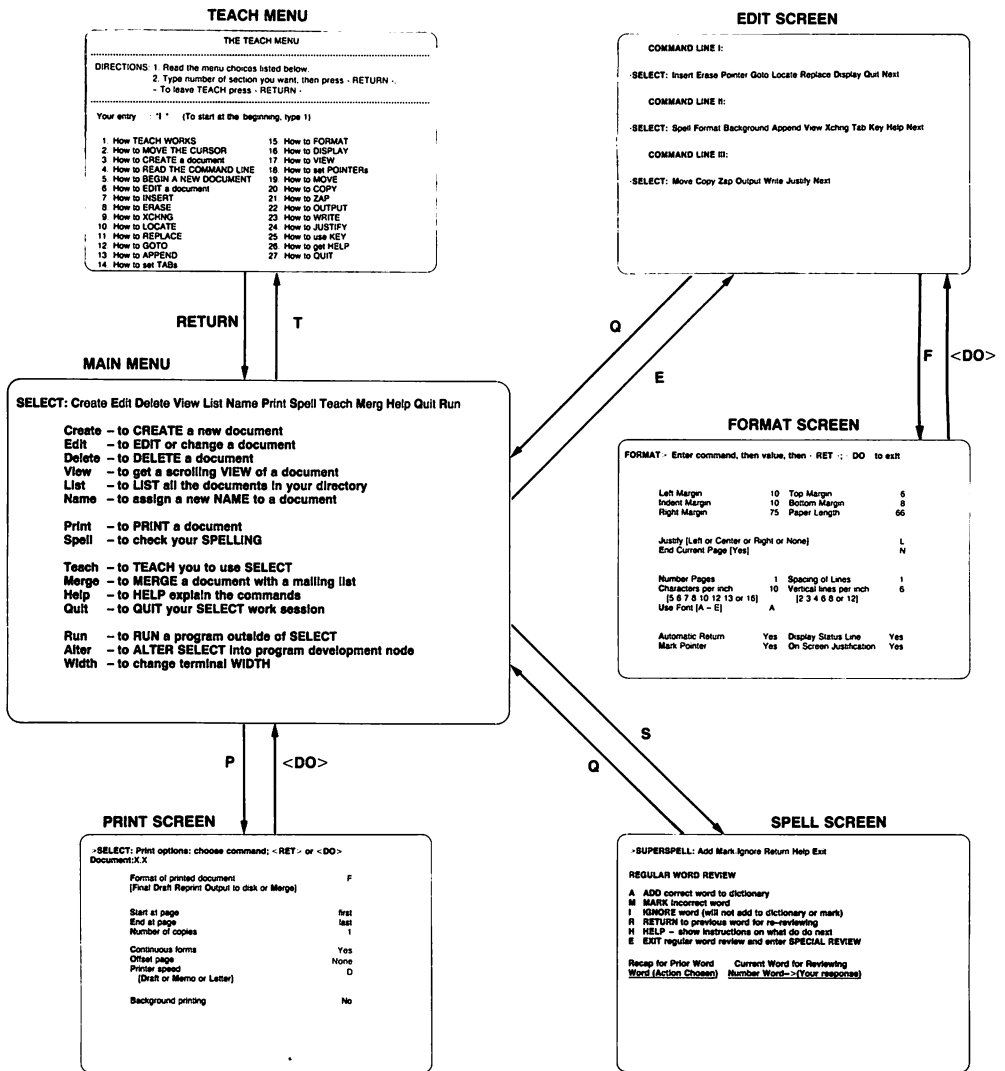 TEACH MENU
THE TEACH MENU
DIRECTIONS: 1. Read the menu choices listed below.
2. Type number of section you want, then press - RETURN -.
– To leave TEACH press - RETURN -
Your entry : "I " (To start at the beginning, type 1)
1. How TEACH WORKS
2. How to MOVE THE CURSOR
3. How to CREATE a document
4. How to READ THE COMMAND LINE
5. How to BEGIN A NEW DOCUMENT
6. How to EDIT a document
7. How to INSERT
8. How to ERASE
9. How to XCHNG
10. How to LOCATE
11. How to REPLACE
12. How to GOTO
13. How to APPEND
14. How to set TABs
15. How to FORMAT
16. How to DISPLAY
17. How to VIEW
18. How to set POINTERs
19. How to MOVE
20. How to COPY
21. How to ZAP
22. How to OUTPUT
23. How to WRITE
24. How to JUSTIFY
25. How to use KEY
26. How to get HELP
27. How to QUIT
EDIT SCREEN
COMMAND LINE I:
-SELECT: Insert Erase Pointer Goto Locate Replace Display Quit Next
COMMAND LINE II:
-SELECT: Spell Format Background Append View Xchng Tab Key Help Next
COMMAND LINE III:
-SELECT: Move Copy Zap Output Write Justify Next
RETURN
T
Q
E
F
<DO>
MAIN MENU
SELECT: Create Edit Delete View List Name Print Spell Teach Merg Help Quit Run
Create – to CREATE a new document
Edit – to EDIT or change a document
Delete – to DELETE a document
View – to get a scrolling VIEW of a document
List – to LIST all the documents in your directory
Name – to assign a new NAME to a document
Print – to PRINT a document
Spell – to check your SPELLING
Teach – to TEACH you to use SELECT
Merge – to MERGE a document with a mailing list
Help – to HELP explain the commands
Quit – to QUIT your SELECT work session
Run – to RUN a program outside of SELECT
Alter – to ALTER SELECT into program development node
Width – to change terminal WIDTH
FORMAT SCREEN
FORMAT - Enter command, then value, then - RET -; DO to exit
Left Margin 10 Top Margin 6
Indent Margin 10 Bottom Margin 8
Right Margin 75 Paper Length 66
Justify [Left or Center or Right or None] L
End Current Page [Yes] N
Number Pages 1 Spacing of Lines 1
Characters per inch 10 Vertical lines per inch 6
[5 6 7 8 10 12 13 or 15] [2 3 4 6 8 or 12]
Use Font [A – E] A
Automatic Return Yes Display Status Line Yes
Mark Pointer Yes On Screen Justification Yes
P
<DO>
S
Q
PRINT SCREEN
>SELECT: Print options: choose command; <RET> or <DO>
Document:X.X
Format of printed document F
[Final Draft Reprint Output to disk or Merge]
Start at page first
End at page last
Number of copies 1
Continuous forms Yes
Offset page None
Printer speed D
(Draft or Memo or Letter)
Background printing No
SPELL SCREEN
>SUPERSPELL: Add Mark Ignore Return Help Exit
REGULAR WORD REVIEW
A ADD correct word to dictionary
M MARK incorrect word
I IGNORE word (will not add to dictionary or mark)
R RETURN to previous word for re–reviewing
H HELP – show instructions on what do do next
E EXIT regular word review and enter SPECIAL REVIEW
Recap for Prior Word Current Word for Reviewing
Word (Action Chosen) Number Word–>(Your response)